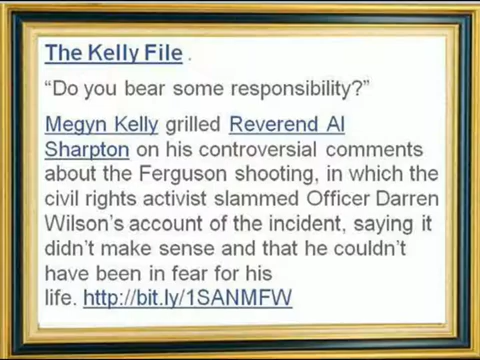 The Kelly File .
“Do you bear some responsibility?”
Megyn Kelly grilled Reverend Al
Sharpton on his controversial comments
about the Ferguson shooting, in which the
civil rights activist slammed Officer Darren
Wilson’s account of the incident, saying it
didn’t make sense and that he couldn’t
have been in fear for his
life. http://bit.ly/1SANMFW